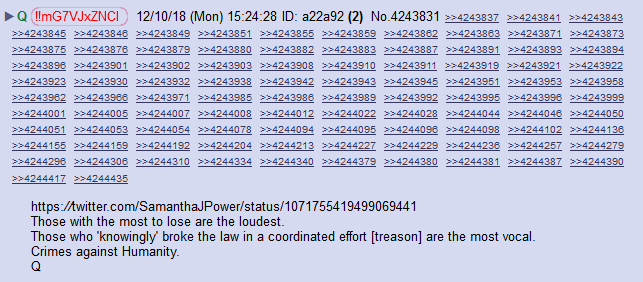 ▶ Q !!mG7VJxZNCI 12/10/18 (Mon) 15:24:28 ID: a22a92 (2) No.4243831 >>4243837 >>4243841 >>4243843
>>4243845 >>4243846 >>4243849 >>4243851 >>4243855 >>4243859 >>4243862 >>4243863 >>4243871 >>4243873
>>4243875 >>4243876 >>4243879 >>4243880 >>4243882 >>4243883 >>4243887 >>4243891 >>4243893 >>4243894
>>4243896 >>4243901 >>4243902 >>4243903 >>4243908 >>4243910 >>4243911 >>4243919 >>4243921 >>4243922
>>4243923 >>4243930 >>4243932 >>4243938 >>4243942 >>4243943 >>4243945 >>4243951 >>4243953 >>4243958
>>4243962 >>4243966 >>4243971 >>4243985 >>4243986 >>4243989 >>4243992 >>4243995 >>4243996 >>4243999
>>4244001 >>4244005 >>4244007 >>4244008 >>4244012 >>4244022 >>4244028 >>4244044 >>4244046 >>4244050
>>4244051 >>4244053 >>4244054 >>4244078 >>4244094 >>4244095 >>4244096 >>4244098 >>4244102 >>4244136
>>4244155 >>4244159 >>4244192 >>4244204 >>4244213 >>4244227 >>4244229 >>4244236 >>4244257 >>4244279
>>4244296 >>4244306 >>4244310 >>4244334 >>4244340 >>4244379 >>4244380 >>4244381 >>4244387 >>4244390
>>4244417 >>4244435
https://twitter.com/SamanthaJPower/status/1071755419499069441
Those with the most to lose are the loudest.
Those who 'knowingly' broke the law in a coordinated effort [treason] are the most vocal.
Crimes against Humanity.
Q